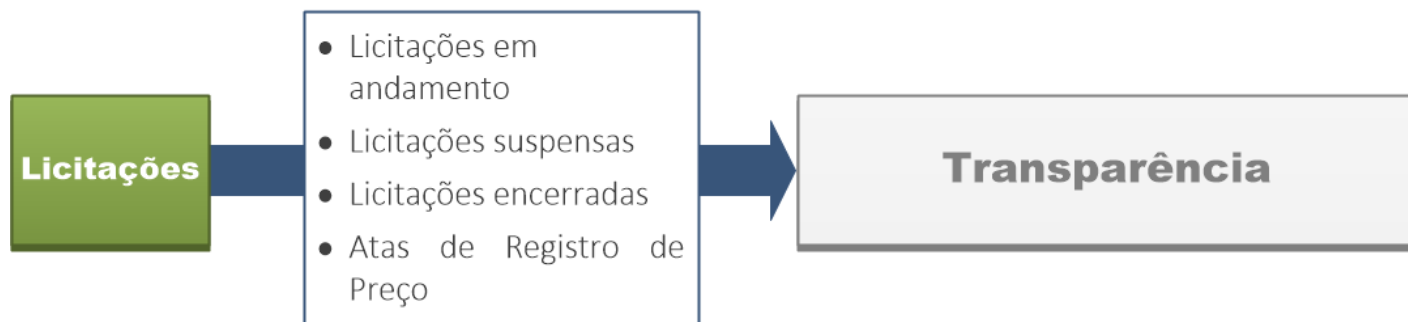 Licitações
● Licitações em
andamento
● Licitações suspensas
● Licitações encerradas
● Atas de Registro de
Preço
Transparência